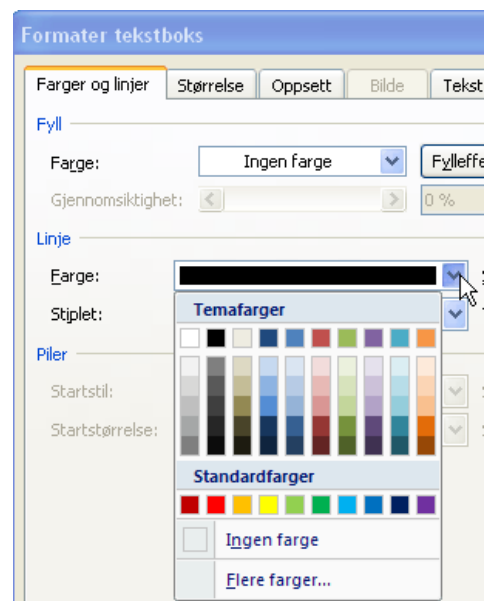 Formater tekstboks
Farger og linjer Størrelse Oppsett Bilde Tekst
Fyll
Farge: Ingen farge Fylleffe
Gjennomsiktighet: 0 %
Linje
Farge:
Stiplet:
Temafarger
Piler
Startstil:
Startstørrelse:
Standardfarger
Ingen farge
Flere farger...